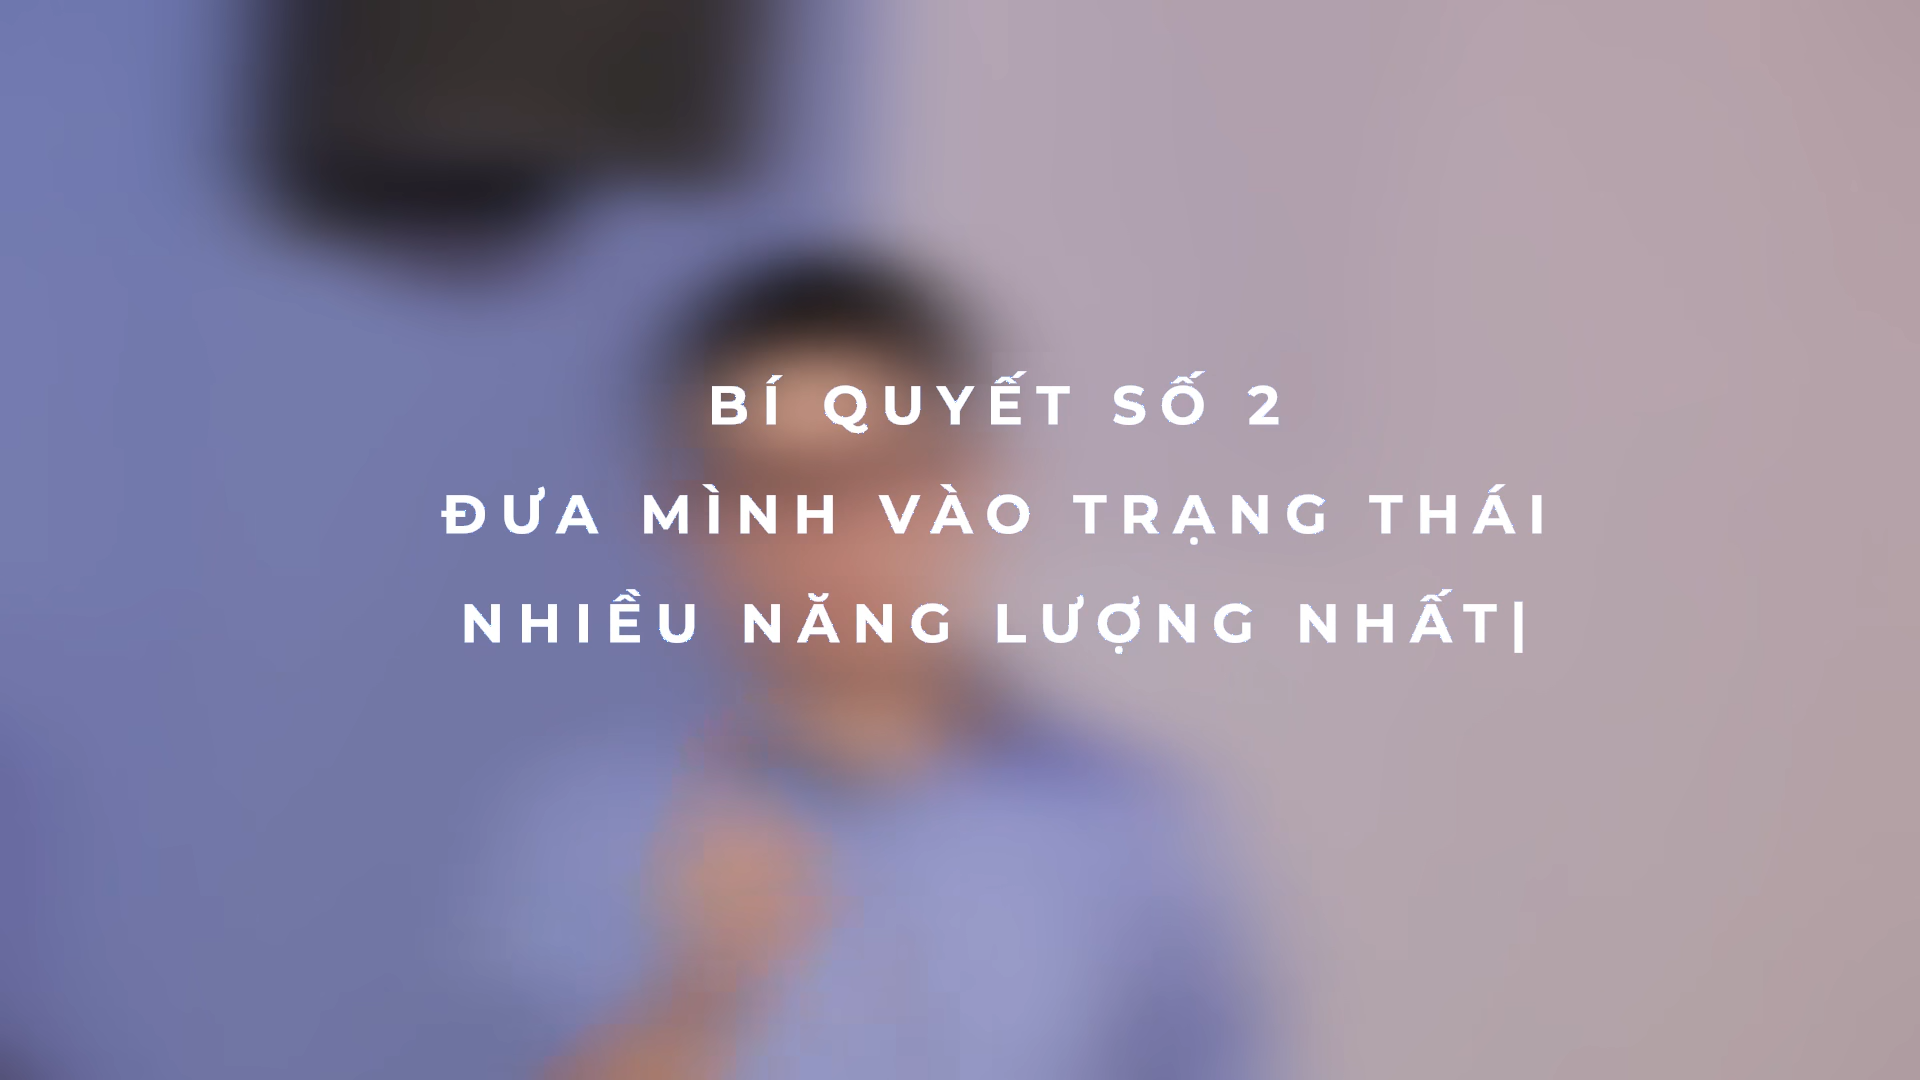 BÍ QUYẾT SỐ 2
ĐƯA MÌNH VÀO TRẠNG THÁI
NHIỀU NĂNG LƯỢNG NHẤT|